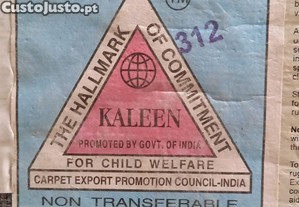 CustoJusto.pt
TM
312
THE HALLMARK
OF COMMITMENT
KALEEN
PROMOTED BY GOVT. OF INDIA
FOR CHILD WELFARE
CARPET EXPORT PROMOTION COUNCIL-INDIA
NON TRANSFERABLE